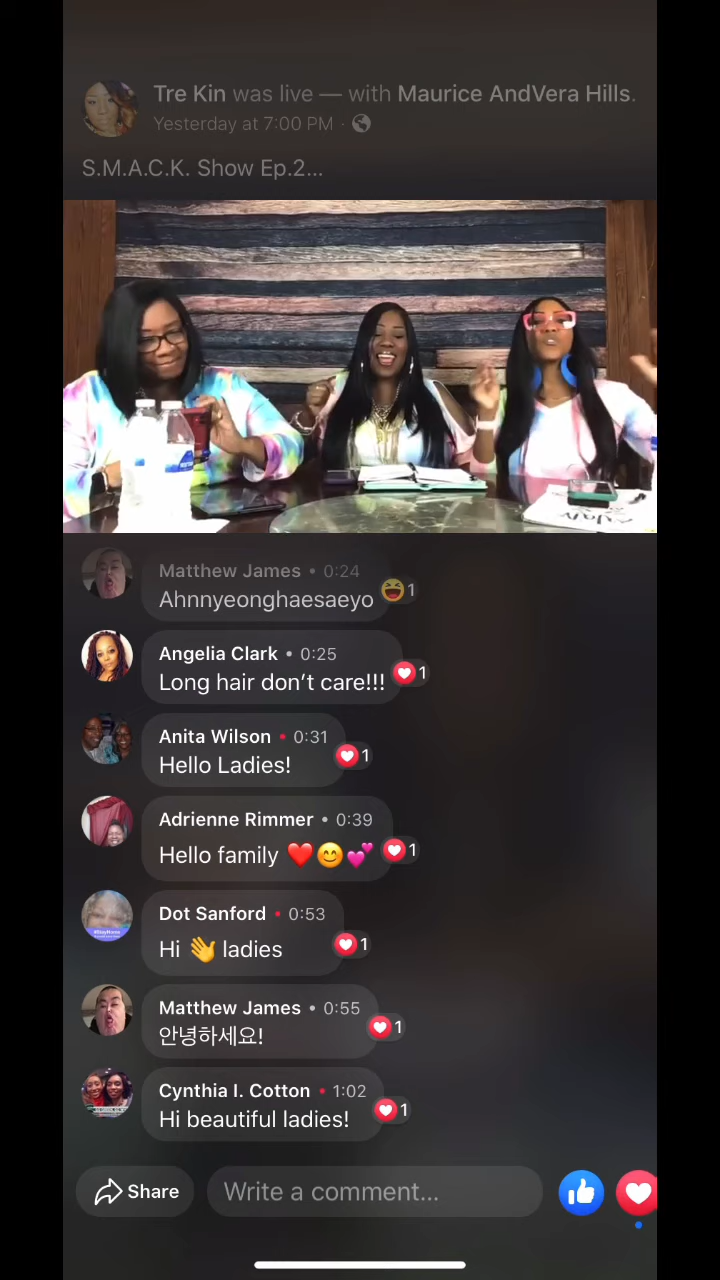 Tre Kin was live — with Maurice AndVera Hills.
Yesterday at 7:00 PM ·
S.M.A.C.K. Show Ep.2...
Matthew James • 0:24
Ahnnyeonghaesaeyo
😆 1
Angelia Clark • 0:25
Long hair don't care!!!
1
Anita Wilson • 0:31
Hello Ladies!
1
Adrienne Rimmer • 0:39
Hello family ❤️😊💕
1
Dot Sanford • 0:53
Hi 👋 ladies
1
Matthew James • 0:55
안녕하세요!
1
Cynthia I. Cotton • 1:02
Hi beautiful ladies!
1
Share
Write a comment...